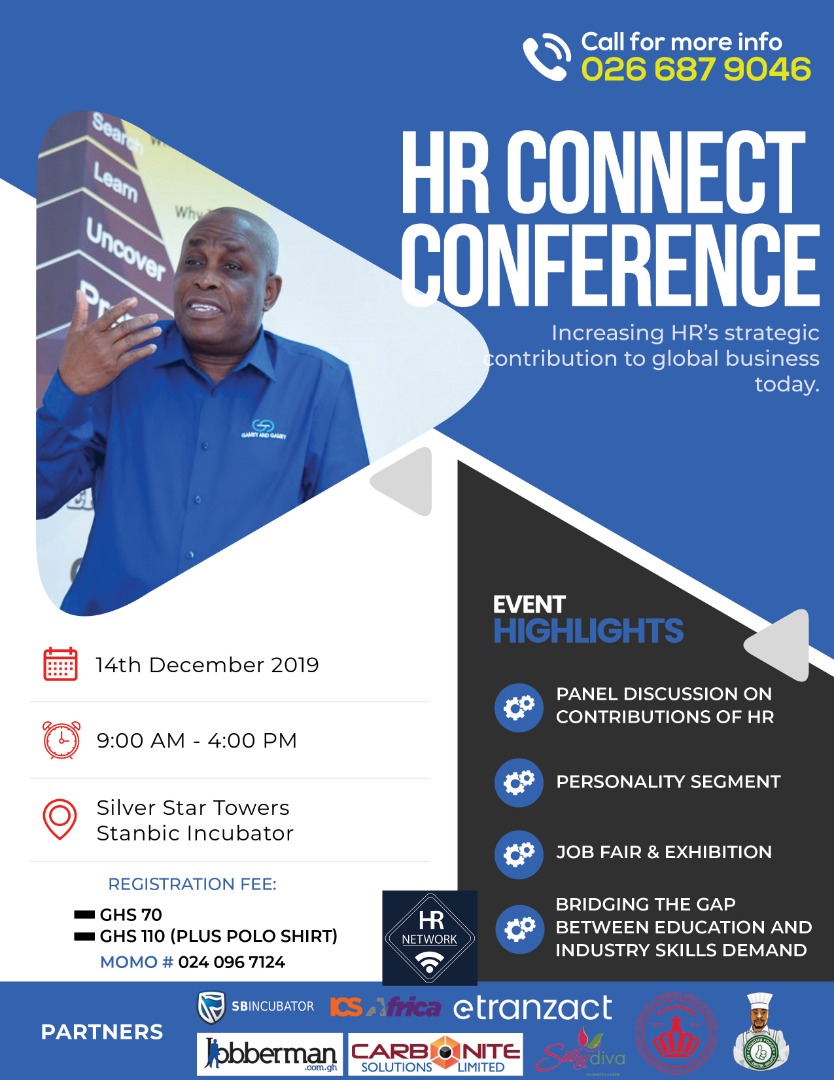 Call for more info
026 687 9046
HR CONNECT
CONFERENCE
Increasing HR's strategic
contribution to global business
today.
Search
Learn
Uncover
Why
GAMEY AND GAMEY
14th December 2019
9:00 AM - 4:00 PM
Silver Star Towers
Stanbic Incubator
REGISTRATION FEE:
GHS 70
GHS 110 (PLUS POLO SHIRT)
MOMO # 024 096 7124
EVENT
HIGHLIGHTS
PANEL DISCUSSION ON
CONTRIBUTIONS OF HR
PERSONALITY SEGMENT
JOB FAIR & EXHIBITION
BRIDGING THE GAP
BETWEEN EDUCATION AND
INDUSTRY SKILLS DEMAND
HR
NETWORK
PARTNERS
SBINCUBATOR
ICS Africa
etranzact
Jobberman
.com.gh
CARBONITE
SOLUTIONS LIMITED
diva